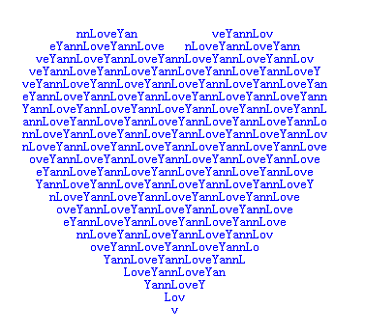 nnLoveYan veYannLov
eYannLoveYannLove nLoveYannLoveYann
veYannLoveYannLoveYannLoveYannLoveYannLov
veYannLoveYannLoveYannLoveYannLoveYannLoveY
veYannLoveYannLoveYannLoveYannLoveYannLoveYan
eYannLoveYannLoveYannLoveYannLoveYannLoveYann
YannLoveYannLoveYannLoveYannLoveYannLoveYannL
annLoveYannLoveYannLoveYannLoveYannLoveYannLo
nnLoveYannLoveYannLoveYannLoveYannLoveYannLov
nLoveYannLoveYannLoveYannLoveYannLoveYannLove
oveYannLoveYannLoveYannLoveYannLoveYannLove
eYannLoveYannLoveYannLoveYannLoveYannLove
YannLoveYannLoveYannLoveYannLoveYannLoveY
nLoveYannLoveYannLoveYannLoveYannLove
oveYannLoveYannLoveYannLoveYannLove
eYannLoveYannLoveYannLoveYannLove
nnLoveYannLoveYannLoveYannLov
oveYannLoveYannLoveYannLo
YannLoveYannLoveYannL
LoveYannLoveYan
YannLoveY
Lov
v